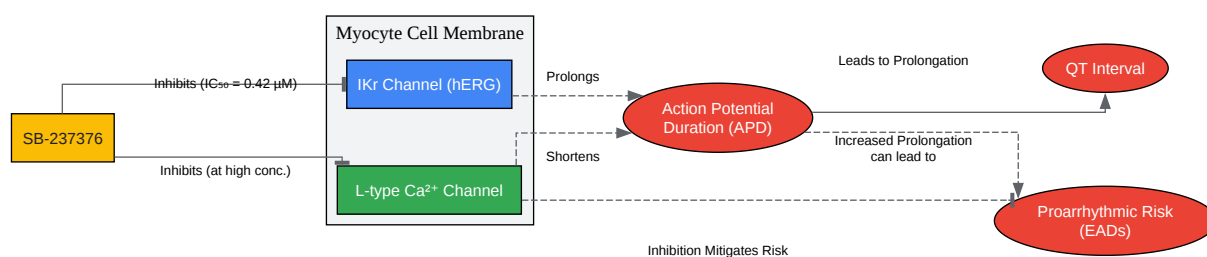 Myocyte Cell Membrane
Inhibits (IC₅₀ = 0.42 µM)
IKr Channel (hERG)
Prolongs
Leads to Prolongation
QT Interval
SB-237376
Action Potential
Duration (APD)
Inhibits (at high conc.)
Shortens
Increased Prolongation
can lead to
L-type Ca²⁺ Channel
Proarrhythmic Risk
(EADs)
Inhibition Mitigates Risk